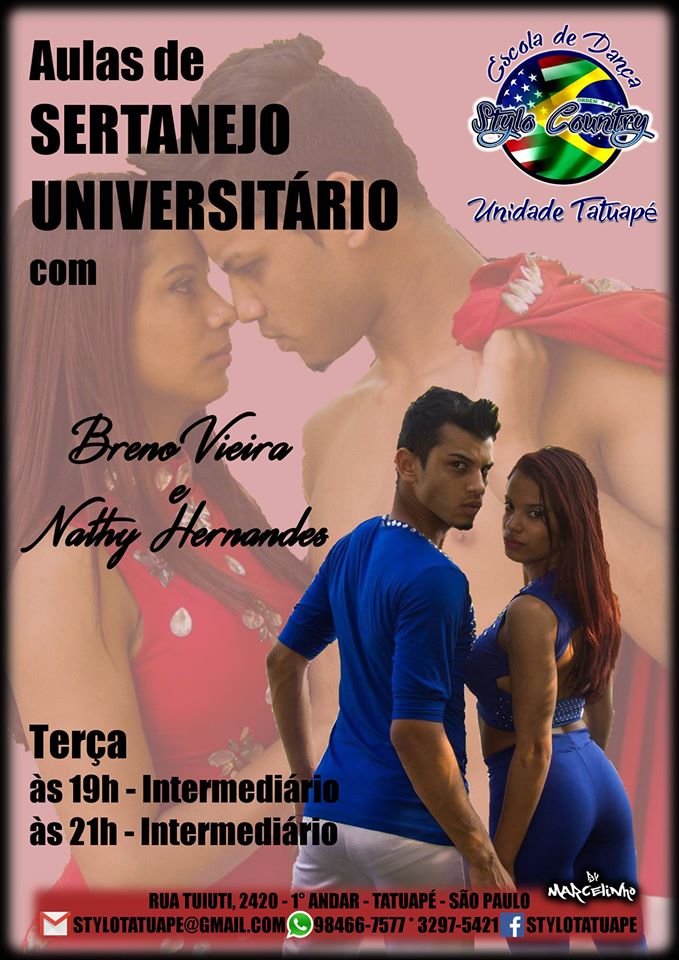 Aulas de
SERTANEJO
UNIVERSITÁRIO
com
Escola de Dança
ORDEM E PR
Stylo Country
Unidade Tatuapé
Breno Vieira
e
Nathy Hernandes
Terça
às 19h - Intermediário
às 21h - Intermediário
by
MARCELINHO
RUA TUIUTI, 2420 - 1° ANDAR - TATUAPÉ - SÃO PAULO
STYLOTATUAPE@GMAIL.COM 98466-7577 * 3297-5421 STYLOTATUAPE